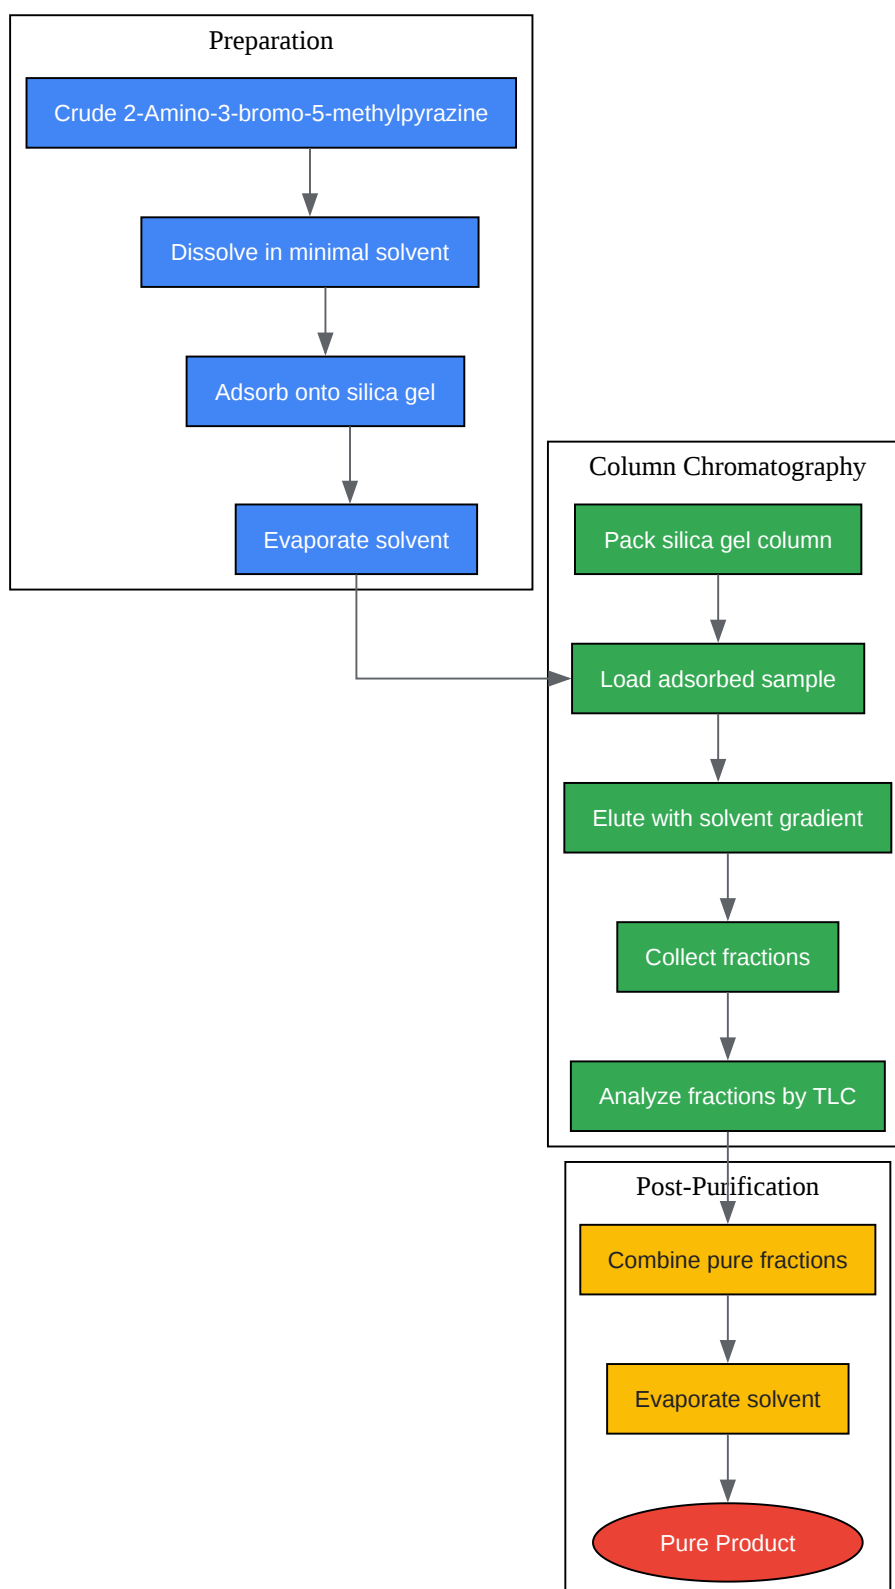 Preparation
Crude 2-Amino-3-bromo-5-methylpyrazine
Dissolve in minimal solvent
Adsorb onto silica gel
Evaporate solvent
Column Chromatography
Pack silica gel column
Load adsorbed sample
Elute with solvent gradient
Collect fractions
Analyze fractions by TLC
Post-Purification
Combine pure fractions
Evaporate solvent
Pure Product